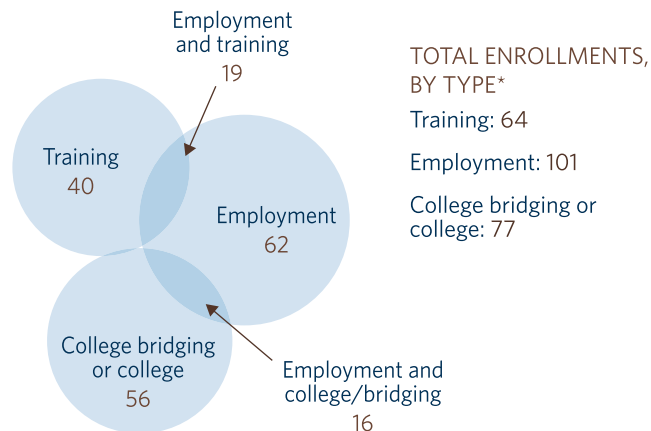 Employment
and training
19
Training
40
Employment
62
College bridging
or college
56
Employment and
college/bridging
16
TOTAL ENROLLMENTS,
BY TYPE*
Training: 64
Employment: 101
College bridging or
college: 77